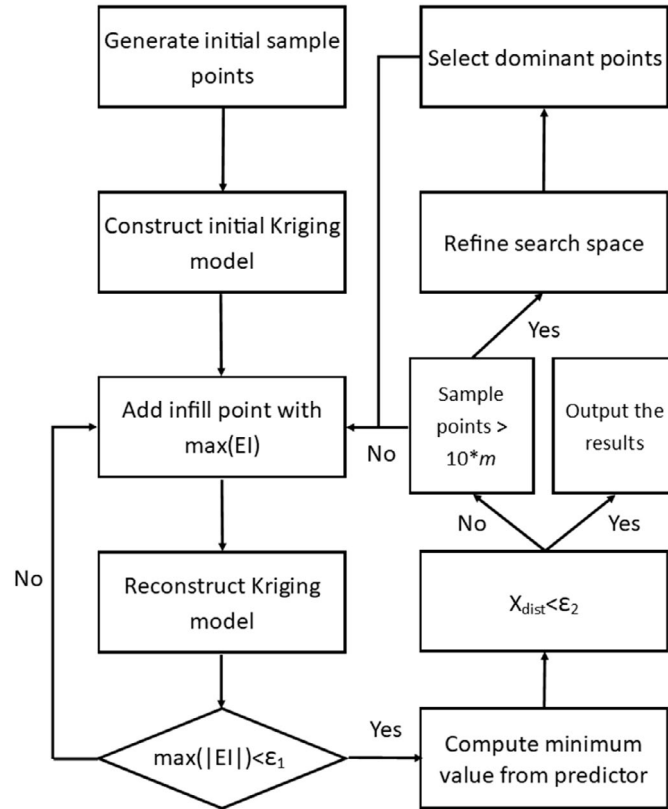 Generate initial sample
points
Construct initial Kriging
model
Add infill point with
max(EI)
Reconstruct Kriging
model
max(|EI|)<ε₁
No
Yes
Compute minimum
value from predictor
Xdist<ε₂
No
Yes
Sample
points >
10*m
Output the
results
No
Yes
Refine search space
Select dominant points